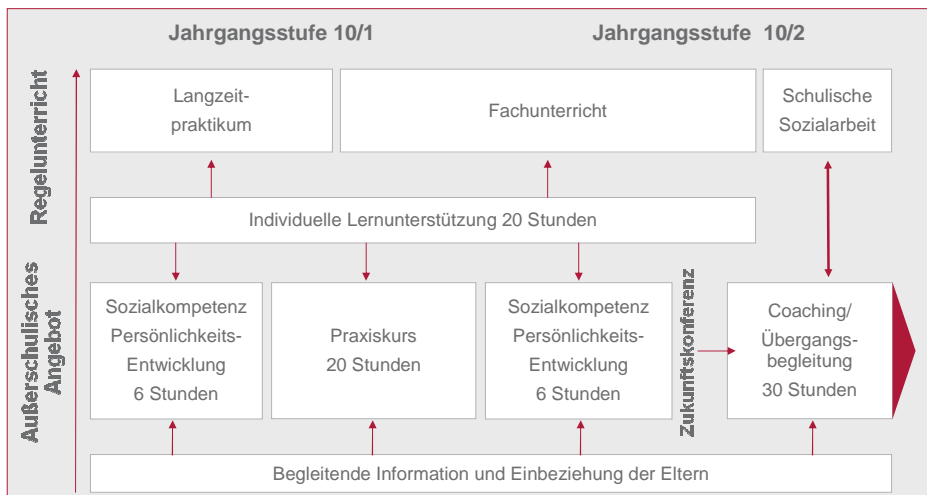 Jahrgangsstufe 10/1
Jahrgangsstufe 10/2
Regelunterricht
Langzeit-
praktikum
Fachunterricht
Schulische
Sozialarbeit
Individuelle Lernunterstützung 20 Stunden
Außerschulisches
Angebot
Sozialkompetenz
Persönlichkeits-
Entwicklung
6 Stunden
Praxiskurs
20 Stunden
Sozialkompetenz
Persönlichkeits-
Entwicklung
6 Stunden
Zukunftskonferenz
Coaching/
Übergangs-
begleitung
30 Stunden
Begleitende Information und Einbeziehung der Eltern